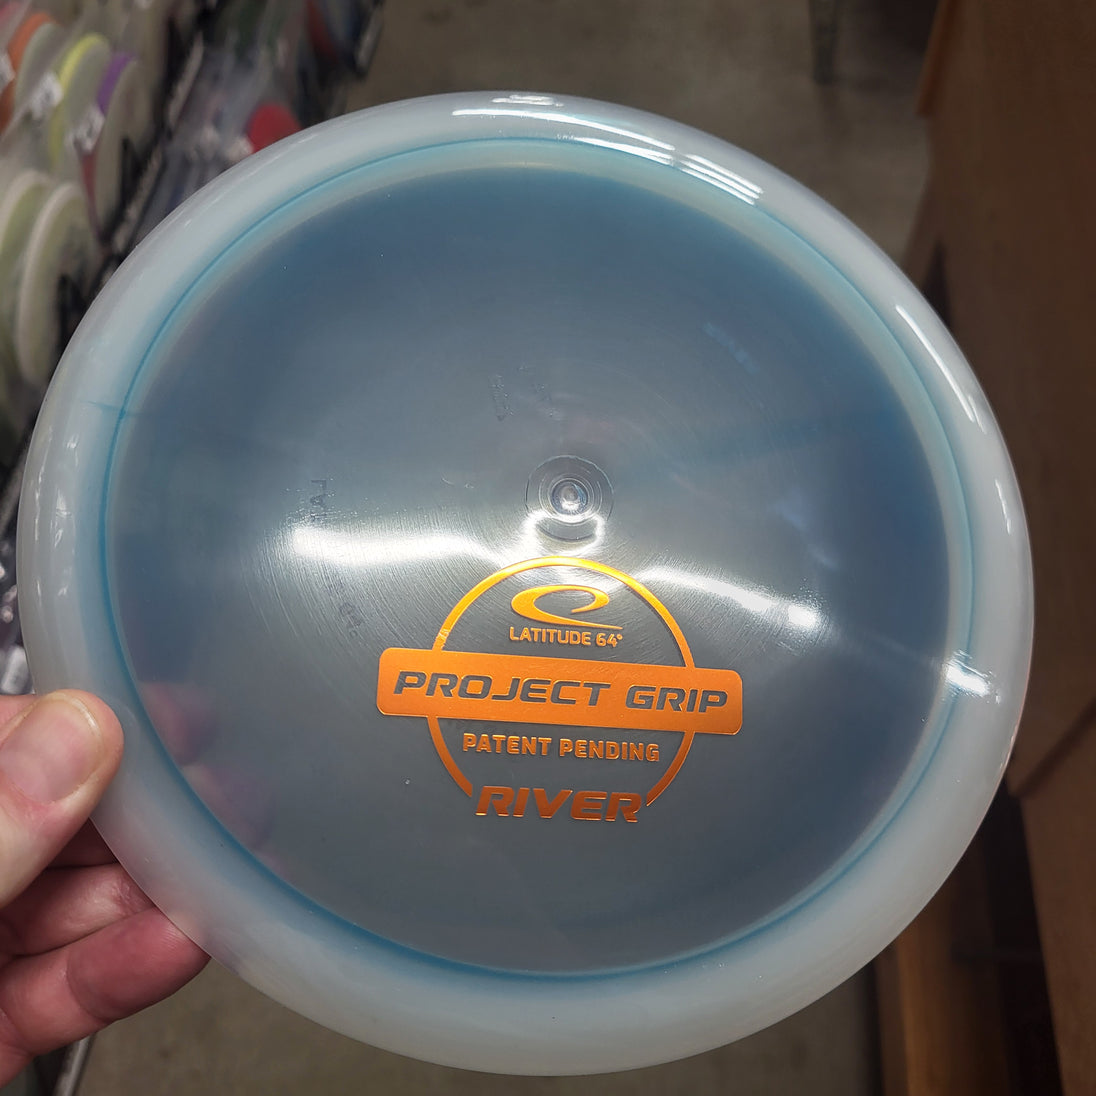 LATITUDE 64°
PROJECT GRIP
PATENT PENDING
RIVER